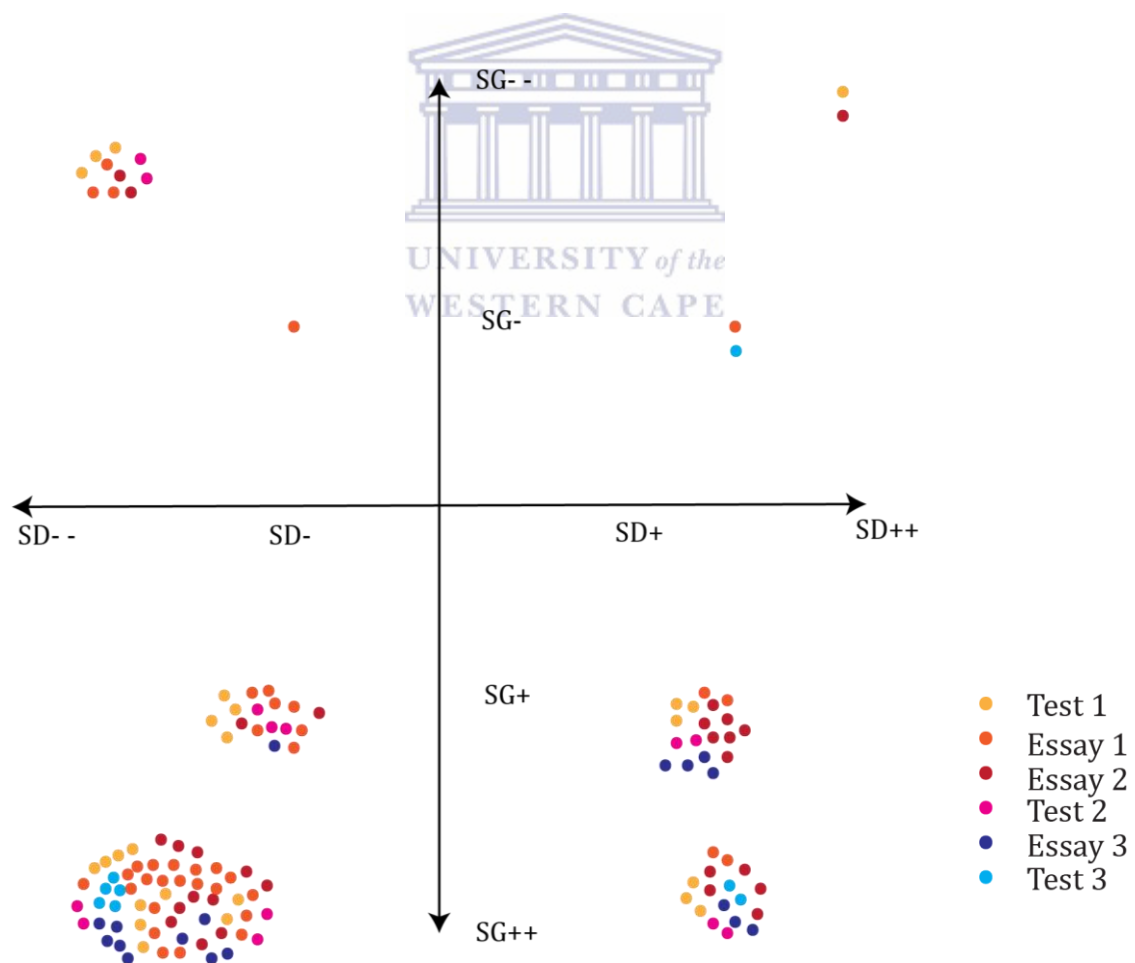 SG- -
UNIVERSITY of the
WESTERN CAPE
SG-
SD- -
SD-
SD+
SD++
SG+
SG++
Test 1
Essay 1
Essay 2
Test 2
Essay 3
Test 3